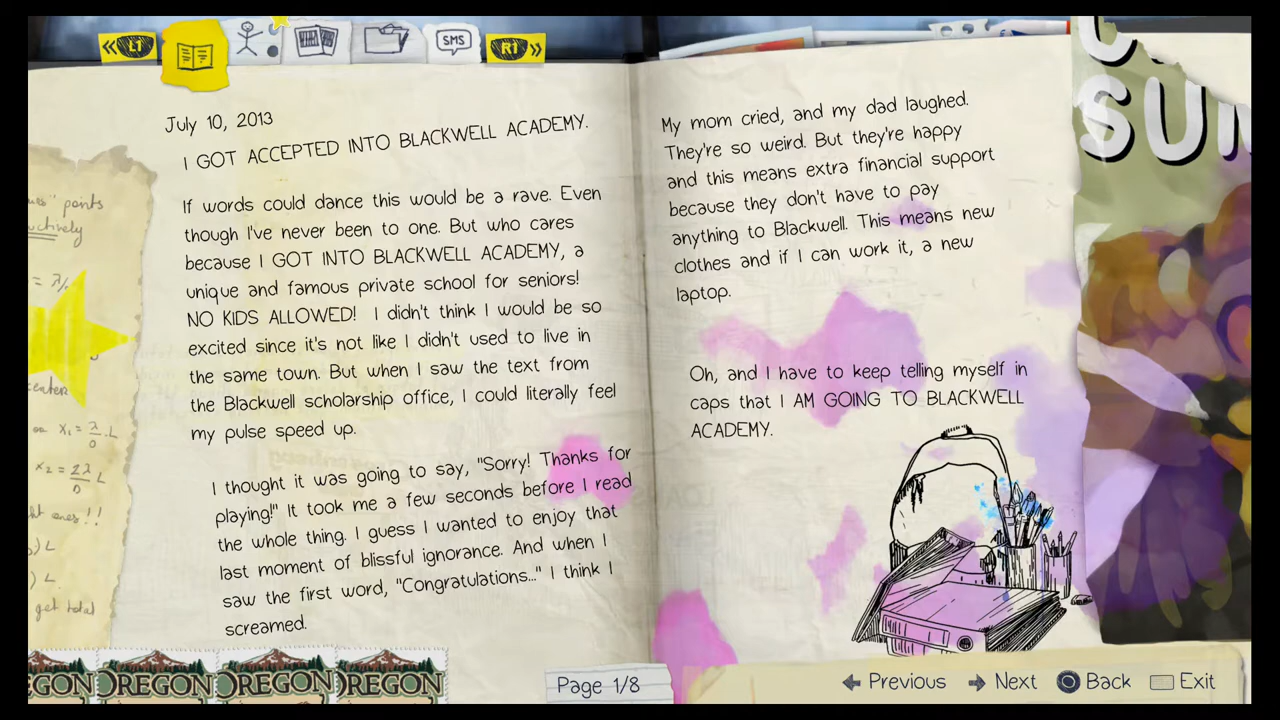 L1
SMS
R1
July 10, 2013
I GOT ACCEPTED INTO BLACKWELL ACADEMY.
If words could dance this would be a rave. Even
though I've never been to one. But who cares
because I GOT INTO BLACKWELL ACADEMY, a
unique and famous private school for seniors!
NO KIDS ALLOWED! I didn't think I would be so
excited since it's not like I didn't used to live in
the same town. But when I saw the text from
the Blackwell scholarship office, I could literally feel
my pulse speed up.
I thought it was going to say, "Sorry! Thanks for
playing!" It took me a few seconds before I read
the whole thing. I guess I wanted to enjoy that
last moment of blissful ignorance. And when I
saw the first word, "Congratulations..." I think I
screamed.
My mom cried, and my dad laughed.
They're so weird. But they're happy
and this means extra financial support
because they don't have to pay
anything to Blackwell. This means new
clothes and if I can work it, a new
laptop.
Oh, and I have to keep telling myself in
caps that I AM GOING TO BLACKWELL
ACADEMY.
points
get total
EGON OREGON OREGON OREGON
Page 1/8
Previous Next Back Exit